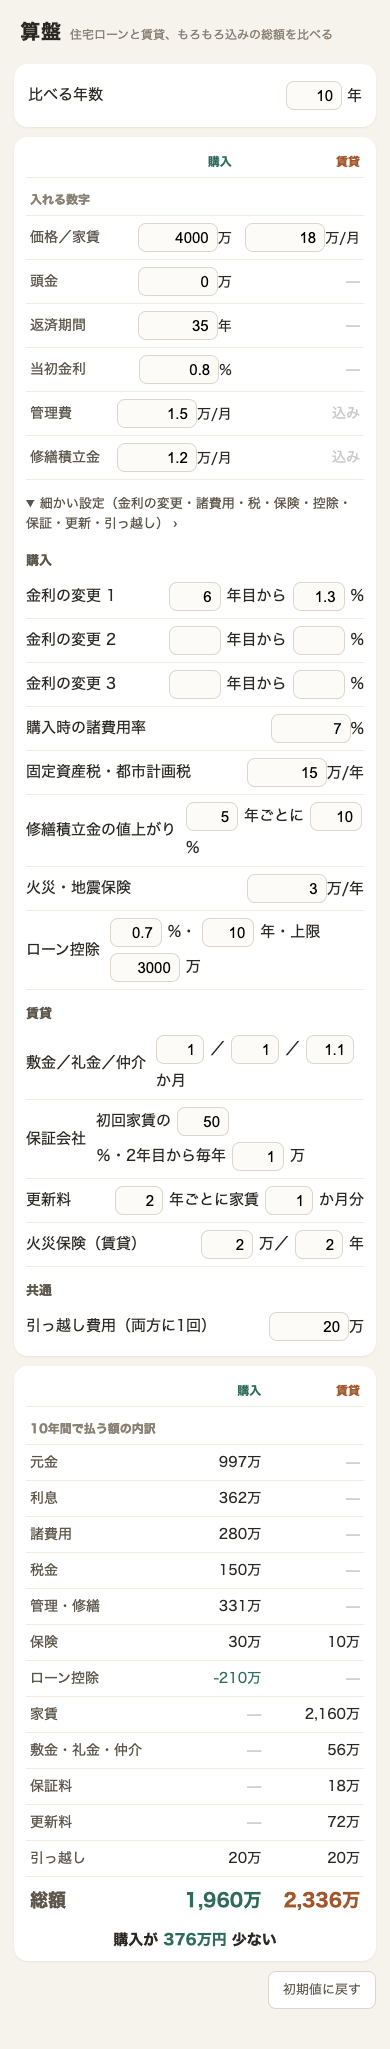 算盤 住宅ローンと賃貸、もろもろ込みの総額を比べる
比べる年数 10 年
購入 賃貸
入れる数字
価格／家賃 4000 万 18 万/月
頭金 0 万 —
返済期間 35 年 —
当初金利 0.8 % —
管理費 1.5 万/月 込み
修繕積立金 1.2 万/月 込み
▼ 細かい設定（金利の変更・諸費用・税・保険・控除・
保証・更新・引っ越し） ›
購入
金利の変更 1 6 年目から 1.3 %
金利の変更 2 年目から %
金利の変更 3 年目から %
購入時の諸費用率 7 %
固定資産税・都市計画税 15 万/年
修繕積立金の値上がり 5 年ごとに 10
%
火災・地震保険 3 万/年
ローン控除 0.7 %・ 10 年・上限
3000 万
賃貸
敷金／礼金／仲介 1 ／ 1 ／ 1.1
か月
保証会社 初回家賃の 50
%・2年目から毎年 1 万
更新料 2 年ごとに家賃 1 か月分
火災保険（賃貸） 2 万／ 2 年
共通
引っ越し費用（両方に1回） 20 万
購入 賃貸
10年間で払う額の内訳
元金 997万 —
利息 362万 —
諸費用 280万 —
税金 150万 —
管理・修繕 331万 —
保険 30万 10万
ローン控除 -210万 —
家賃 — 2,160万
敷金・礼金・仲介 — 56万
保証料 — 18万
更新料 — 72万
引っ越し 20万 20万
総額 1,960万 2,336万
購入が 376万円 少ない
初期値に戻す